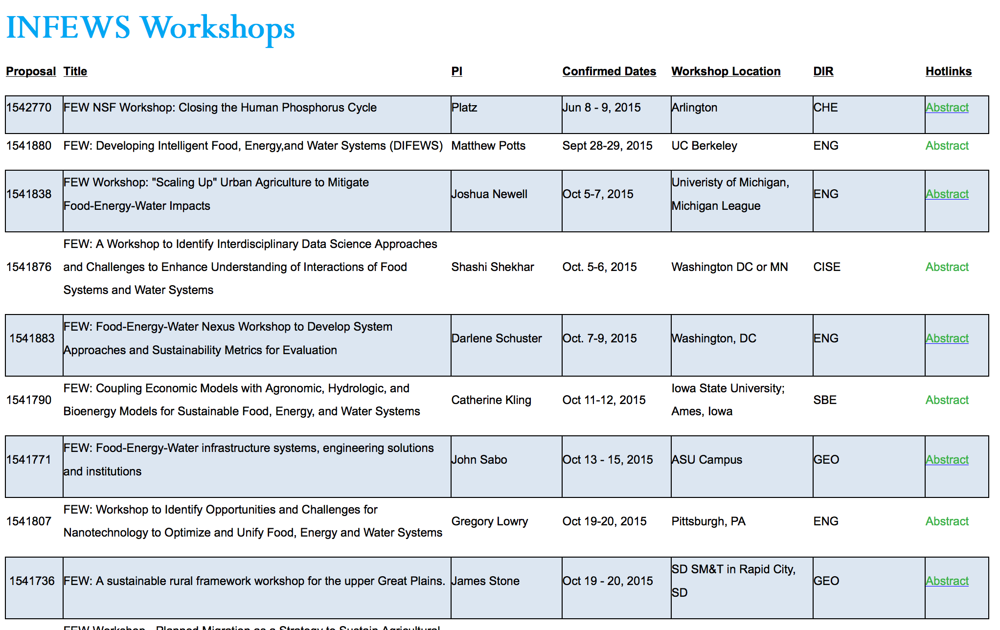 INFEWS Workshops
Proposal Title PI Confirmed Dates Workshop Location DIR Hotlinks
1542770 FEW NSF Workshop: Closing the Human Phosphorus Cycle Platz Jun 8 - 9, 2015 Arlington CHE Abstract
1541880 FEW: Developing Intelligent Food, Energy,and Water Systems (DIFEWS) Matthew Potts Sept 28-29, 2015 UC Berkeley ENG Abstract
1541838
FEW Workshop: "Scaling Up" Urban Agriculture to Mitigate
Food-Energy-Water Impacts
Joshua Newell
Oct 5-7, 2015
Univeristy of Michigan,
Michigan League
ENG
Abstract
1541876
FEW: A Workshop to Identify Interdisciplinary Data Science Approaches
and Challenges to Enhance Understanding of Interactions of Food
Systems and Water Systems
Shashi Shekhar
Oct. 5-6, 2015
Washington DC or MN
CISE
Abstract
1541883
FEW: Food-Energy-Water Nexus Workshop to Develop System
Approaches and Sustainability Metrics for Evaluation
Darlene Schuster
Oct. 7-9, 2015
Washington, DC
ENG
Abstract
1541790
FEW: Coupling Economic Models with Agronomic, Hydrologic, and
Bioenergy Models for Sustainable Food, Energy, and Water Systems
Catherine Kling
Oct 11-12, 2015
Iowa State University;
Ames, Iowa
SBE
Abstract
1541771
FEW: Food-Energy-Water infrastructure systems, engineering solutions
and institutions
John Sabo
Oct 13 - 15, 2015
ASU Campus
GEO
Abstract
1541807
FEW: Workshop to Identify Opportunities and Challenges for
Nanotechnology to Optimize and Unify Food, Energy and Water Systems
Gregory Lowry
Oct 19-20, 2015
Pittsburgh, PA
ENG
Abstract
1541736
FEW: A sustainable rural framework workshop for the upper Great Plains.
James Stone
Oct 19 - 20, 2015
SD SM&T in Rapid City,
SD
GEO
Abstract
FEW Workshop - Planned Migration as a Strategy to Sustain Agricultural